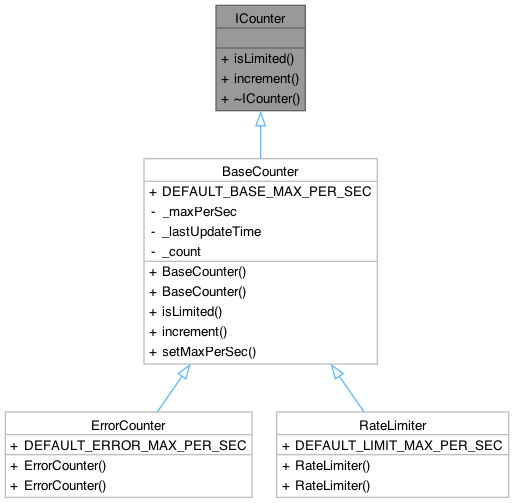 ICounter
+ isLimited()
+ increment()
+ ~ICounter()
BaseCounter
+ DEFAULT_BASE_MAX_PER_SEC
- _maxPerSec
- _lastUpdateTime
- _count
+ BaseCounter()
+ BaseCounter()
+ isLimited()
+ increment()
+ setMaxPerSec()
ErrorCounter
+ DEFAULT_ERROR_MAX_PER_SEC
+ ErrorCounter()
+ ErrorCounter()
RateLimiter
+ DEFAULT_LIMIT_MAX_PER_SEC
+ RateLimiter()
+ RateLimiter()